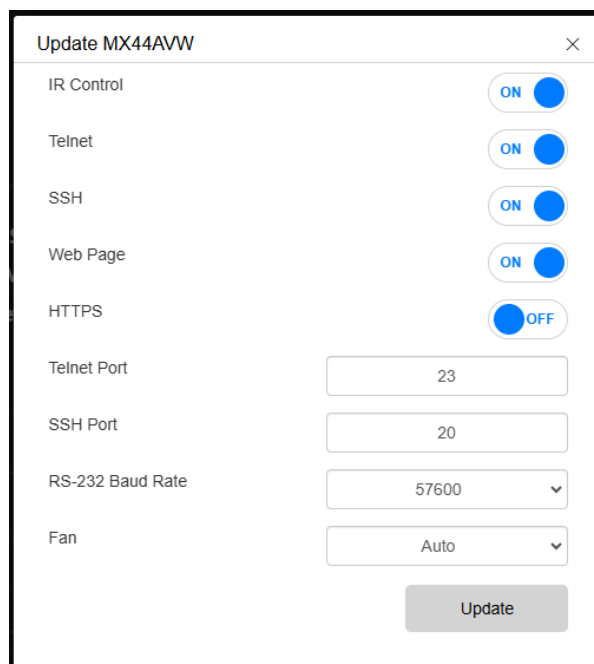 Update MX44AVW
IR Control ON
Telnet ON
SSH ON
Web Page ON
HTTPS OFF
Telnet Port 23
SSH Port 20
RS-232 Baud Rate 57600
Fan Auto
Update